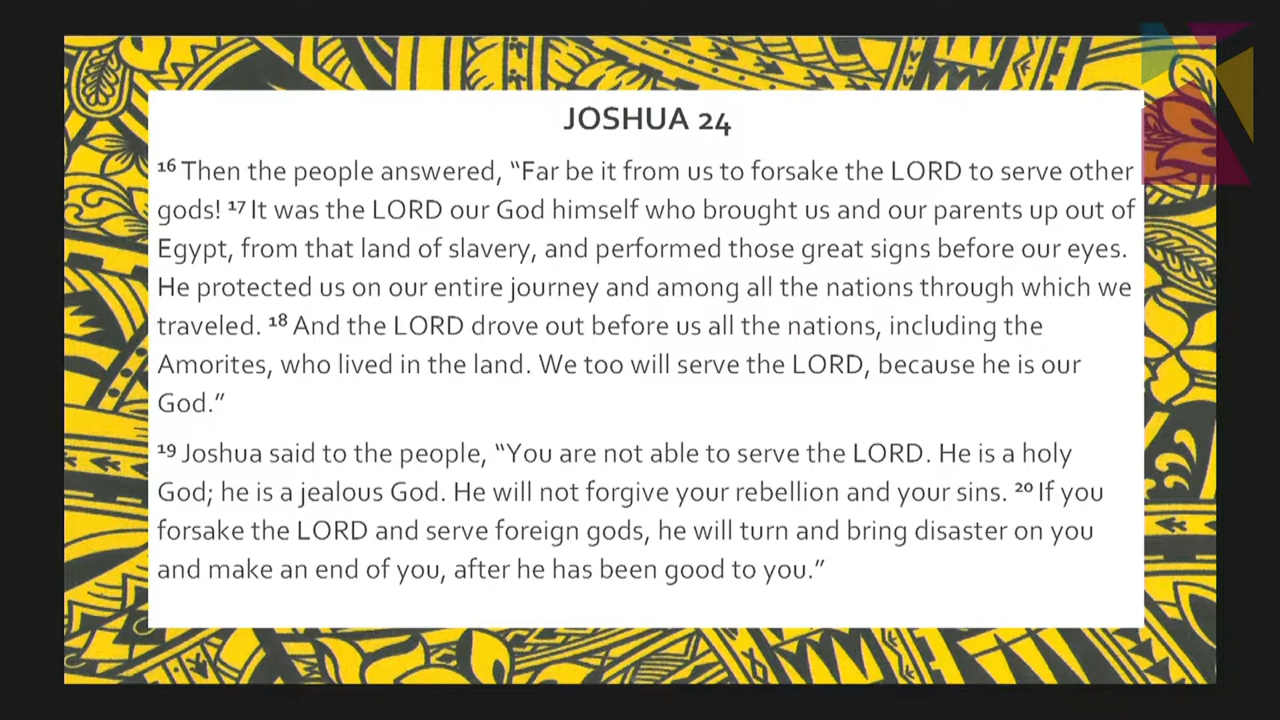 JOSHUA 24
¹⁶ Then the people answered, “Far be it from us to forsake the LORD to serve other
gods! ¹⁷ It was the LORD our God himself who brought us and our parents up out of
Egypt, from that land of slavery, and performed those great signs before our eyes.
He protected us on our entire journey and among all the nations through which we
traveled. ¹⁸ And the LORD drove out before us all the nations, including the
Amorites, who lived in the land. We too will serve the LORD, because he is our
God.”
¹⁹ Joshua said to the people, “You are not able to serve the LORD. He is a holy
God; he is a jealous God. He will not forgive your rebellion and your sins. ²⁰ If you
forsake the LORD and serve foreign gods, he will turn and bring disaster on you
and make an end of you, after he has been good to you.”